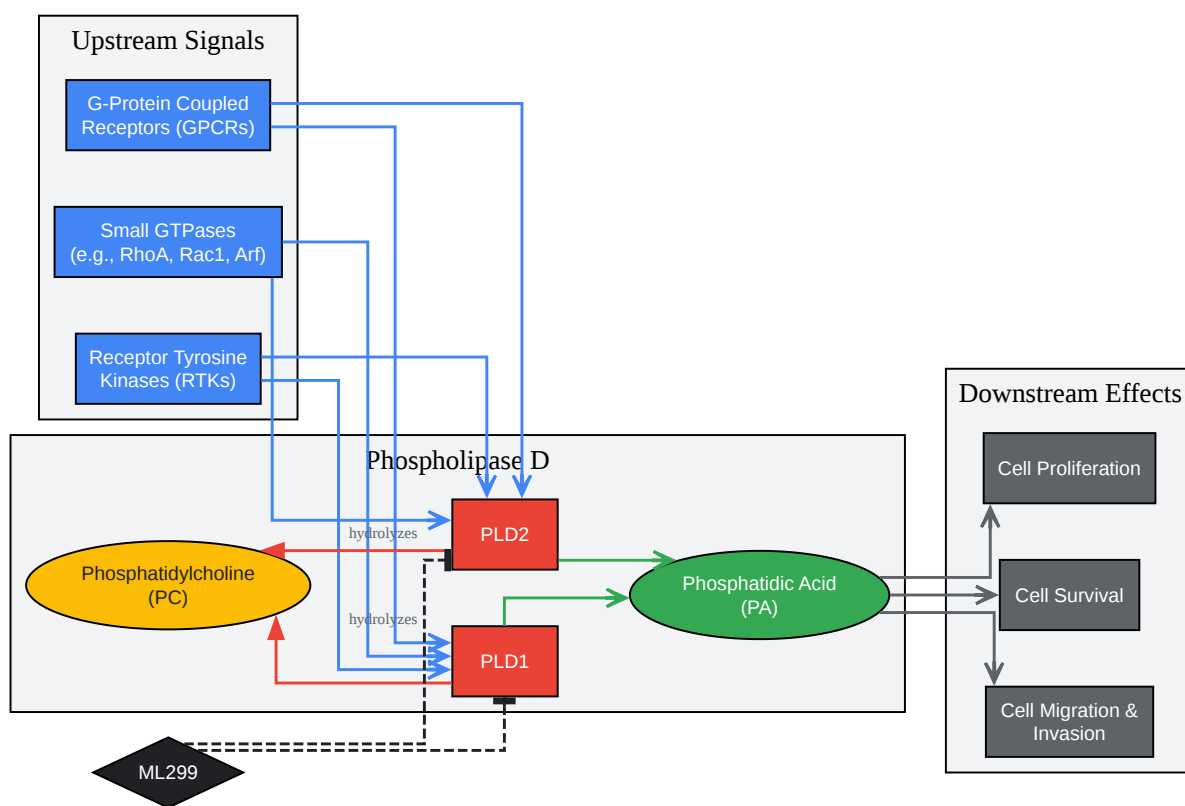 Upstream Signals
G-Protein Coupled
Receptors (GPCRs)
Small GTPases
(e.g., RhoA, Rac1, Arf)
Receptor Tyrosine
Kinases (RTKs)
Phospholipase D
PLD2
hydrolyzes
Phosphatidylcholine
(PC)
hydrolyzes
PLD1
Phosphatidic Acid
(PA)
Downstream Effects
Cell Proliferation
Cell Survival
Cell Migration &
Invasion
ML299